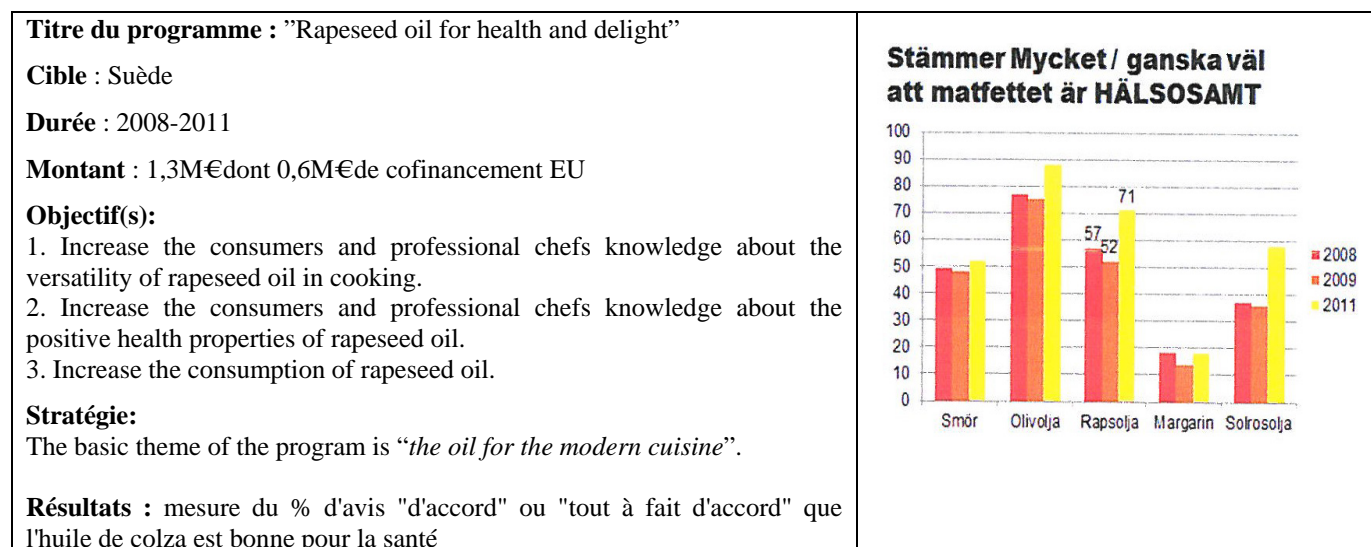 Titre du programme : ”Rapeseed oil for health and delight”
Cible : Suède
Durée : 2008-2011
Montant : 1,3M€dont 0,6M€de cofinancement EU
Objectif(s):
1. Increase the consumers and professional chefs knowledge about the
versatility of rapeseed oil in cooking.
2. Increase the consumers and professional chefs knowledge about the
positive health properties of rapeseed oil.
3. Increase the consumption of rapeseed oil.
Stratégie:
The basic theme of the program is “the oil for the modern cuisine”.
Résultats : mesure du % d'avis "d'accord" ou "tout à fait d'accord" que
l'huile de colza est bonne pour la santé
Stämmer Mycket/ ganska väl
att matfettet är HÄLSOSAMT
100
90
80
70
60
50
40
30
20
10
0
57
52
71
Smör Olivolja Rapsolja Margarin Solrosolja
2008
2009
2011